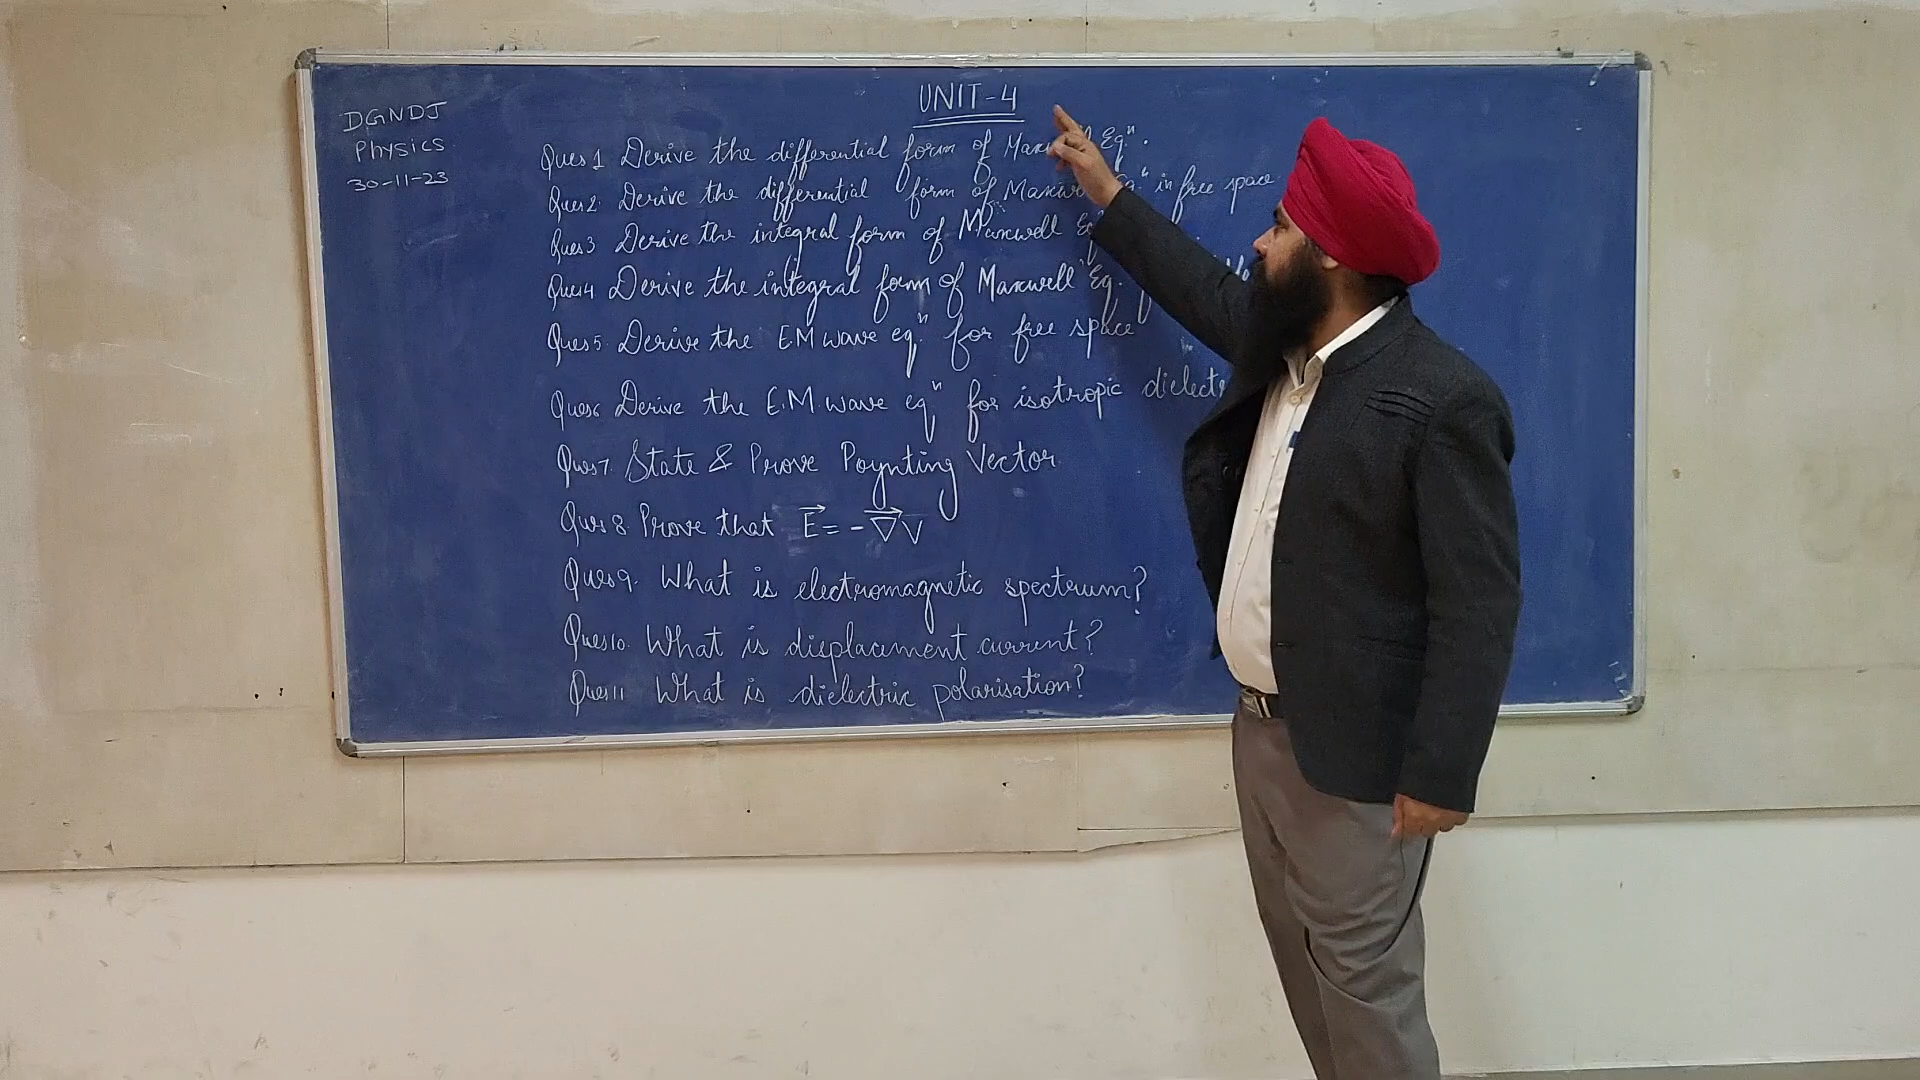 UNIT-4
DGNDJ
Physics
30-11-23
Ques 1 Derive the differential form of Eqⁿ.
Ques 2. Derive the differential form of Eqⁿ in free space
Ques 3 Derive the integral form of Maxwell
Ques 4 Derive the integral form of Maxwell Eq.
Ques 5. Derive the E.M wave eqⁿ for free space
Ques 6 Derive the E.M. wave eqⁿ for isotropic
Ques 7. State & Prove Poynting Vector
Ques 8. Prove that E⃗ = -∇⃗V
Ques 9. What is electromagnetic spectrum?
Ques 10. What is displacement current?
Ques 11 What is dielectric polarisation?